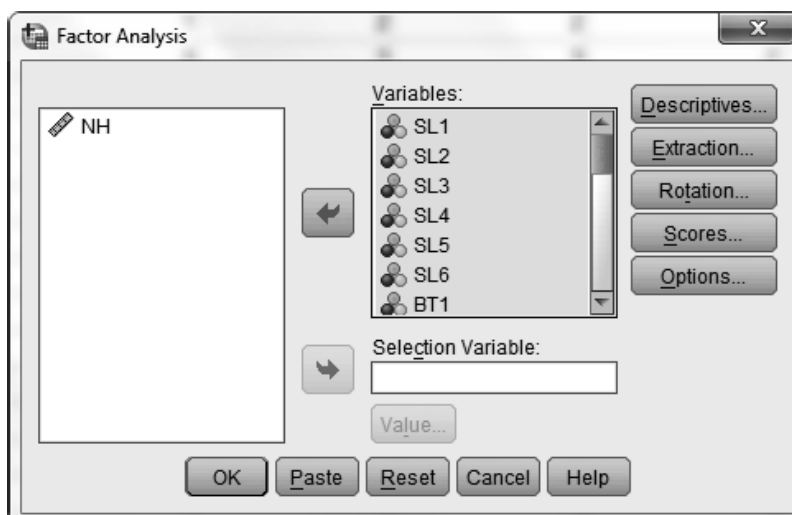 Factor Analysis
NH
Variables:
SL1
SL2
SL3
SL4
SL5
SL6
BT1
Descriptives...
Extraction...
Rotation...
Scores...
Options...
Selection Variable:
Value...
OK
Paste
Reset
Cancel
Help